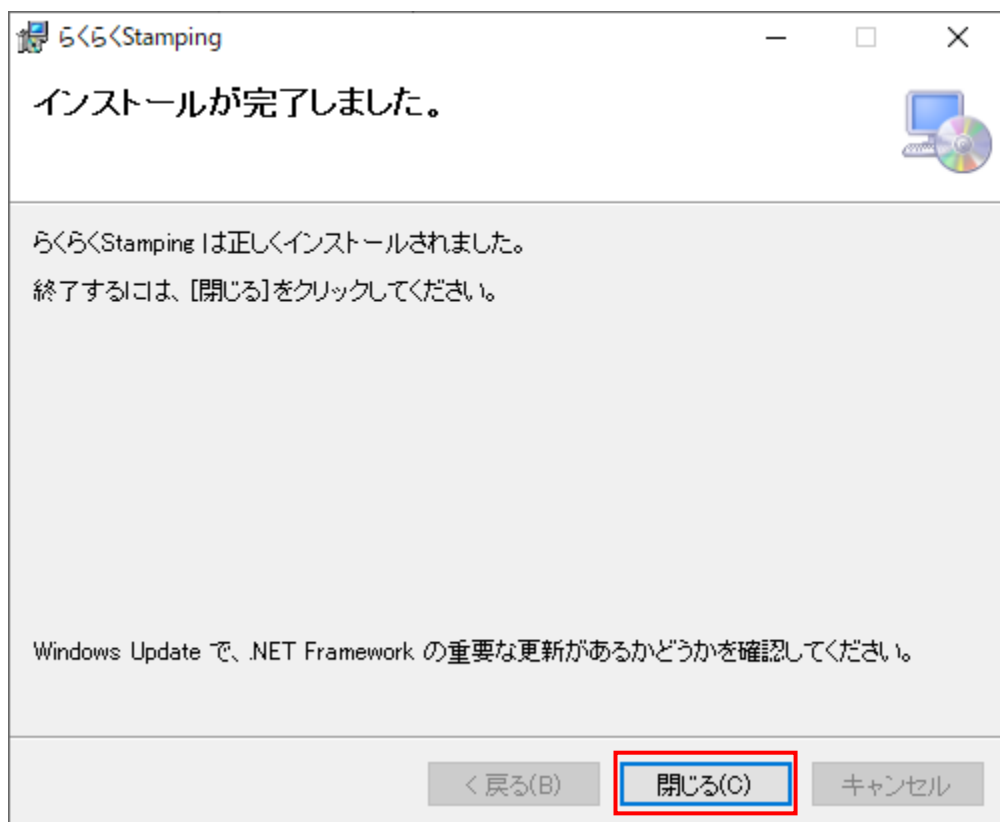 らくらくStamping
インストールが完了しました。
らくらくStamping は正しくインストールされました。
終了するには、[閉じる]をクリックしてください。
Windows Update で、.NET Framework の重要な更新があるかどうかを確認してください。
< 戻る(B) 閉じる(C) キャンセル